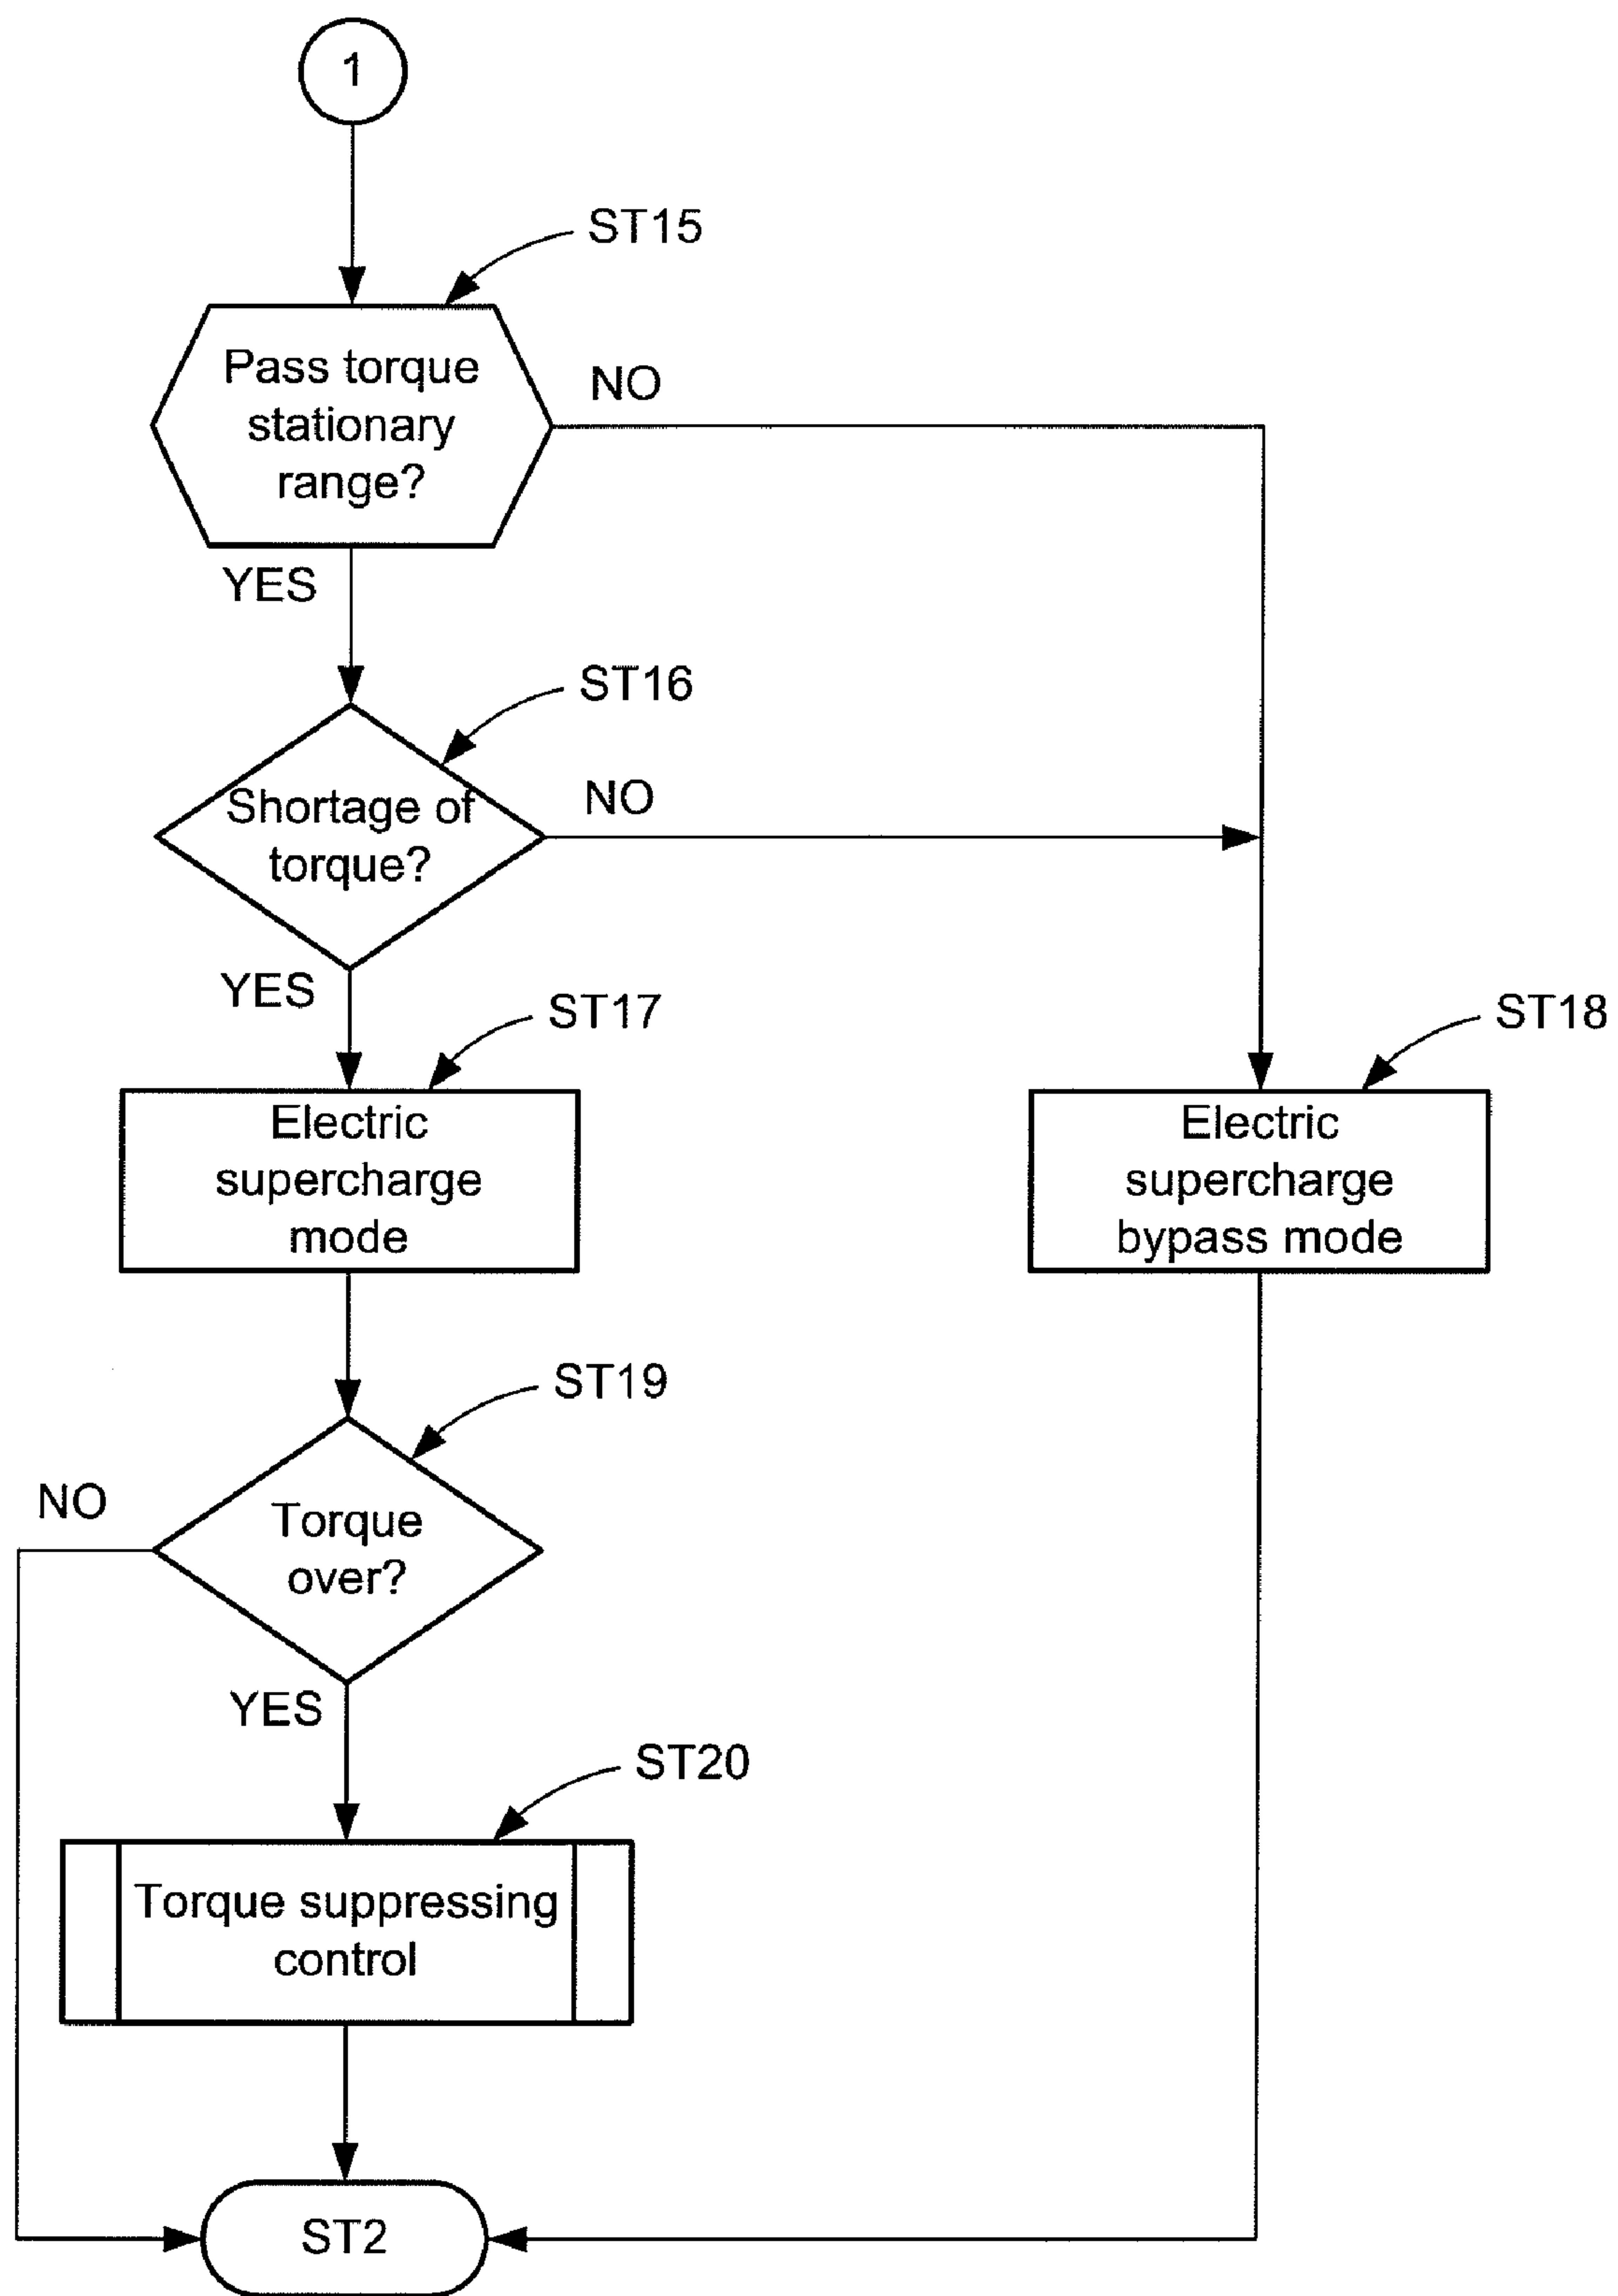 1
ST15
Pass torque
stationary
range?
NO
YES
ST16
Shortage of
torque?
NO
YES
ST17
ST18
Electric
supercharge
mode
Electric
supercharge
bypass mode
ST19
NO
Torque
over?
YES
ST20
Torque suppressing
control
ST2